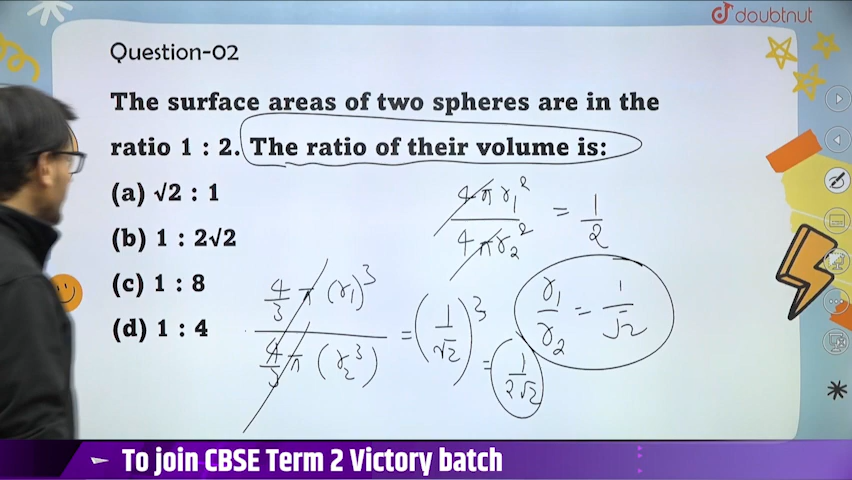 doubtnut
Question-02
The surface areas of two spheres are in the
ratio 1 : 2. The ratio of their volume is:
(a) √2 : 1
(b) 1 : 2√2
(c) 1 : 8
(d) 1 : 4
4πr₁² / 4πr₂² = 1/2
r₁/r₂ = 1/√2
4/3 π (r₁)³ / 4/3 π (r₂³) = (1/√2)³ = 1/2√2
To join CBSE Term 2 Victory batch